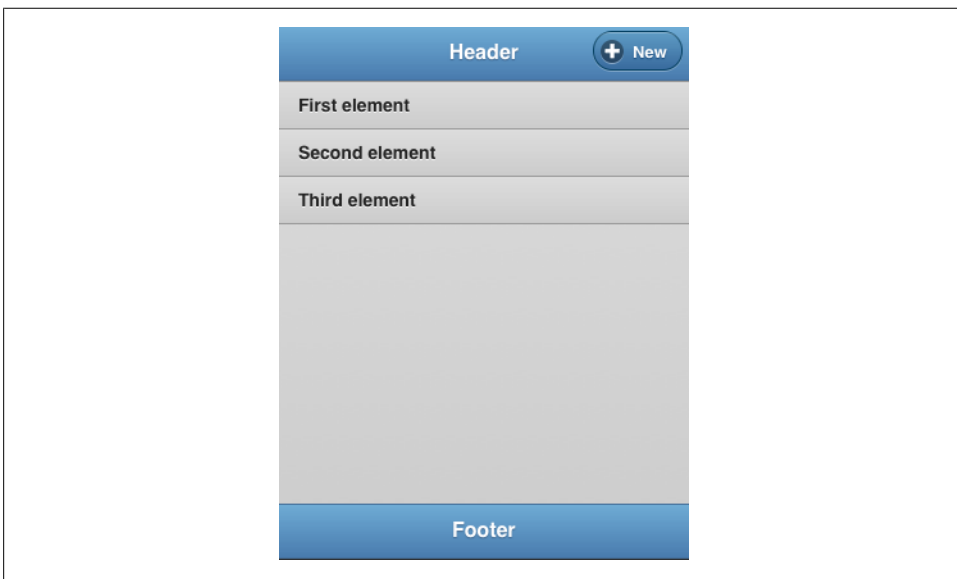 Header
New
First element
Second element
Third element
Footer